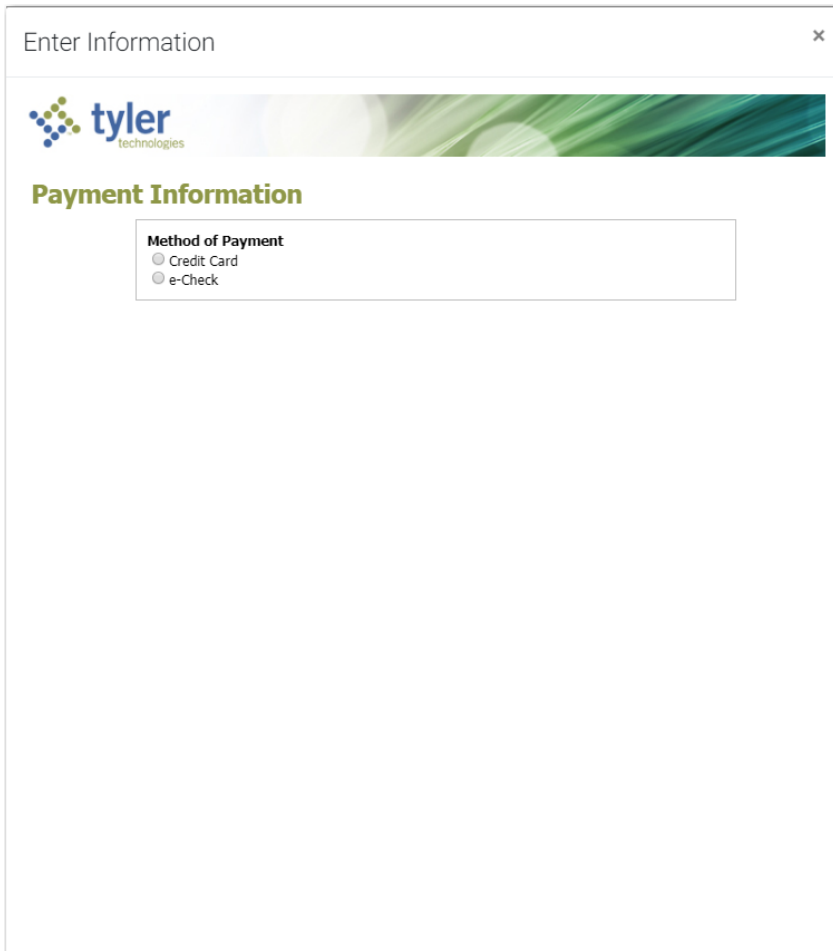 Enter Information
×
tyler
technologies
Payment Information
Method of Payment
Credit Card
e-Check